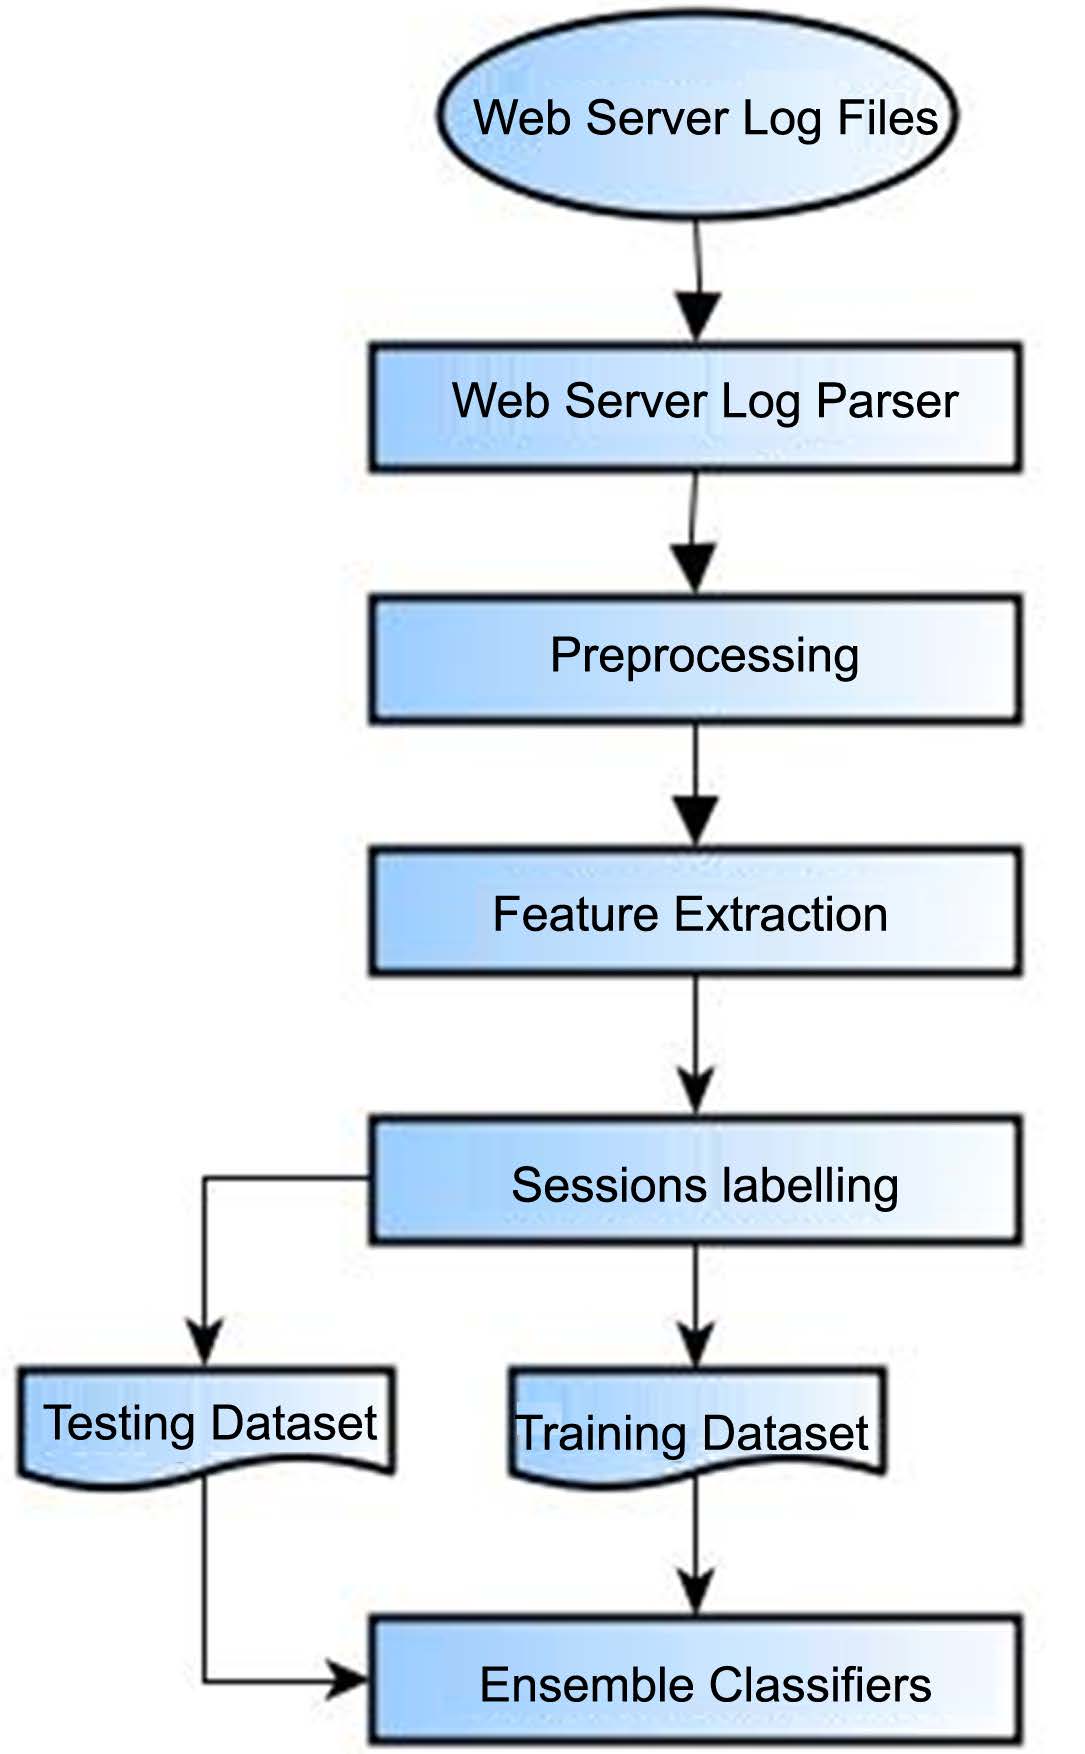 Web Server Log Files
Web Server Log Parser
Preprocessing
Feature Extraction
Sessions labelling
Testing Dataset
Training Dataset
Ensemble Classifiers